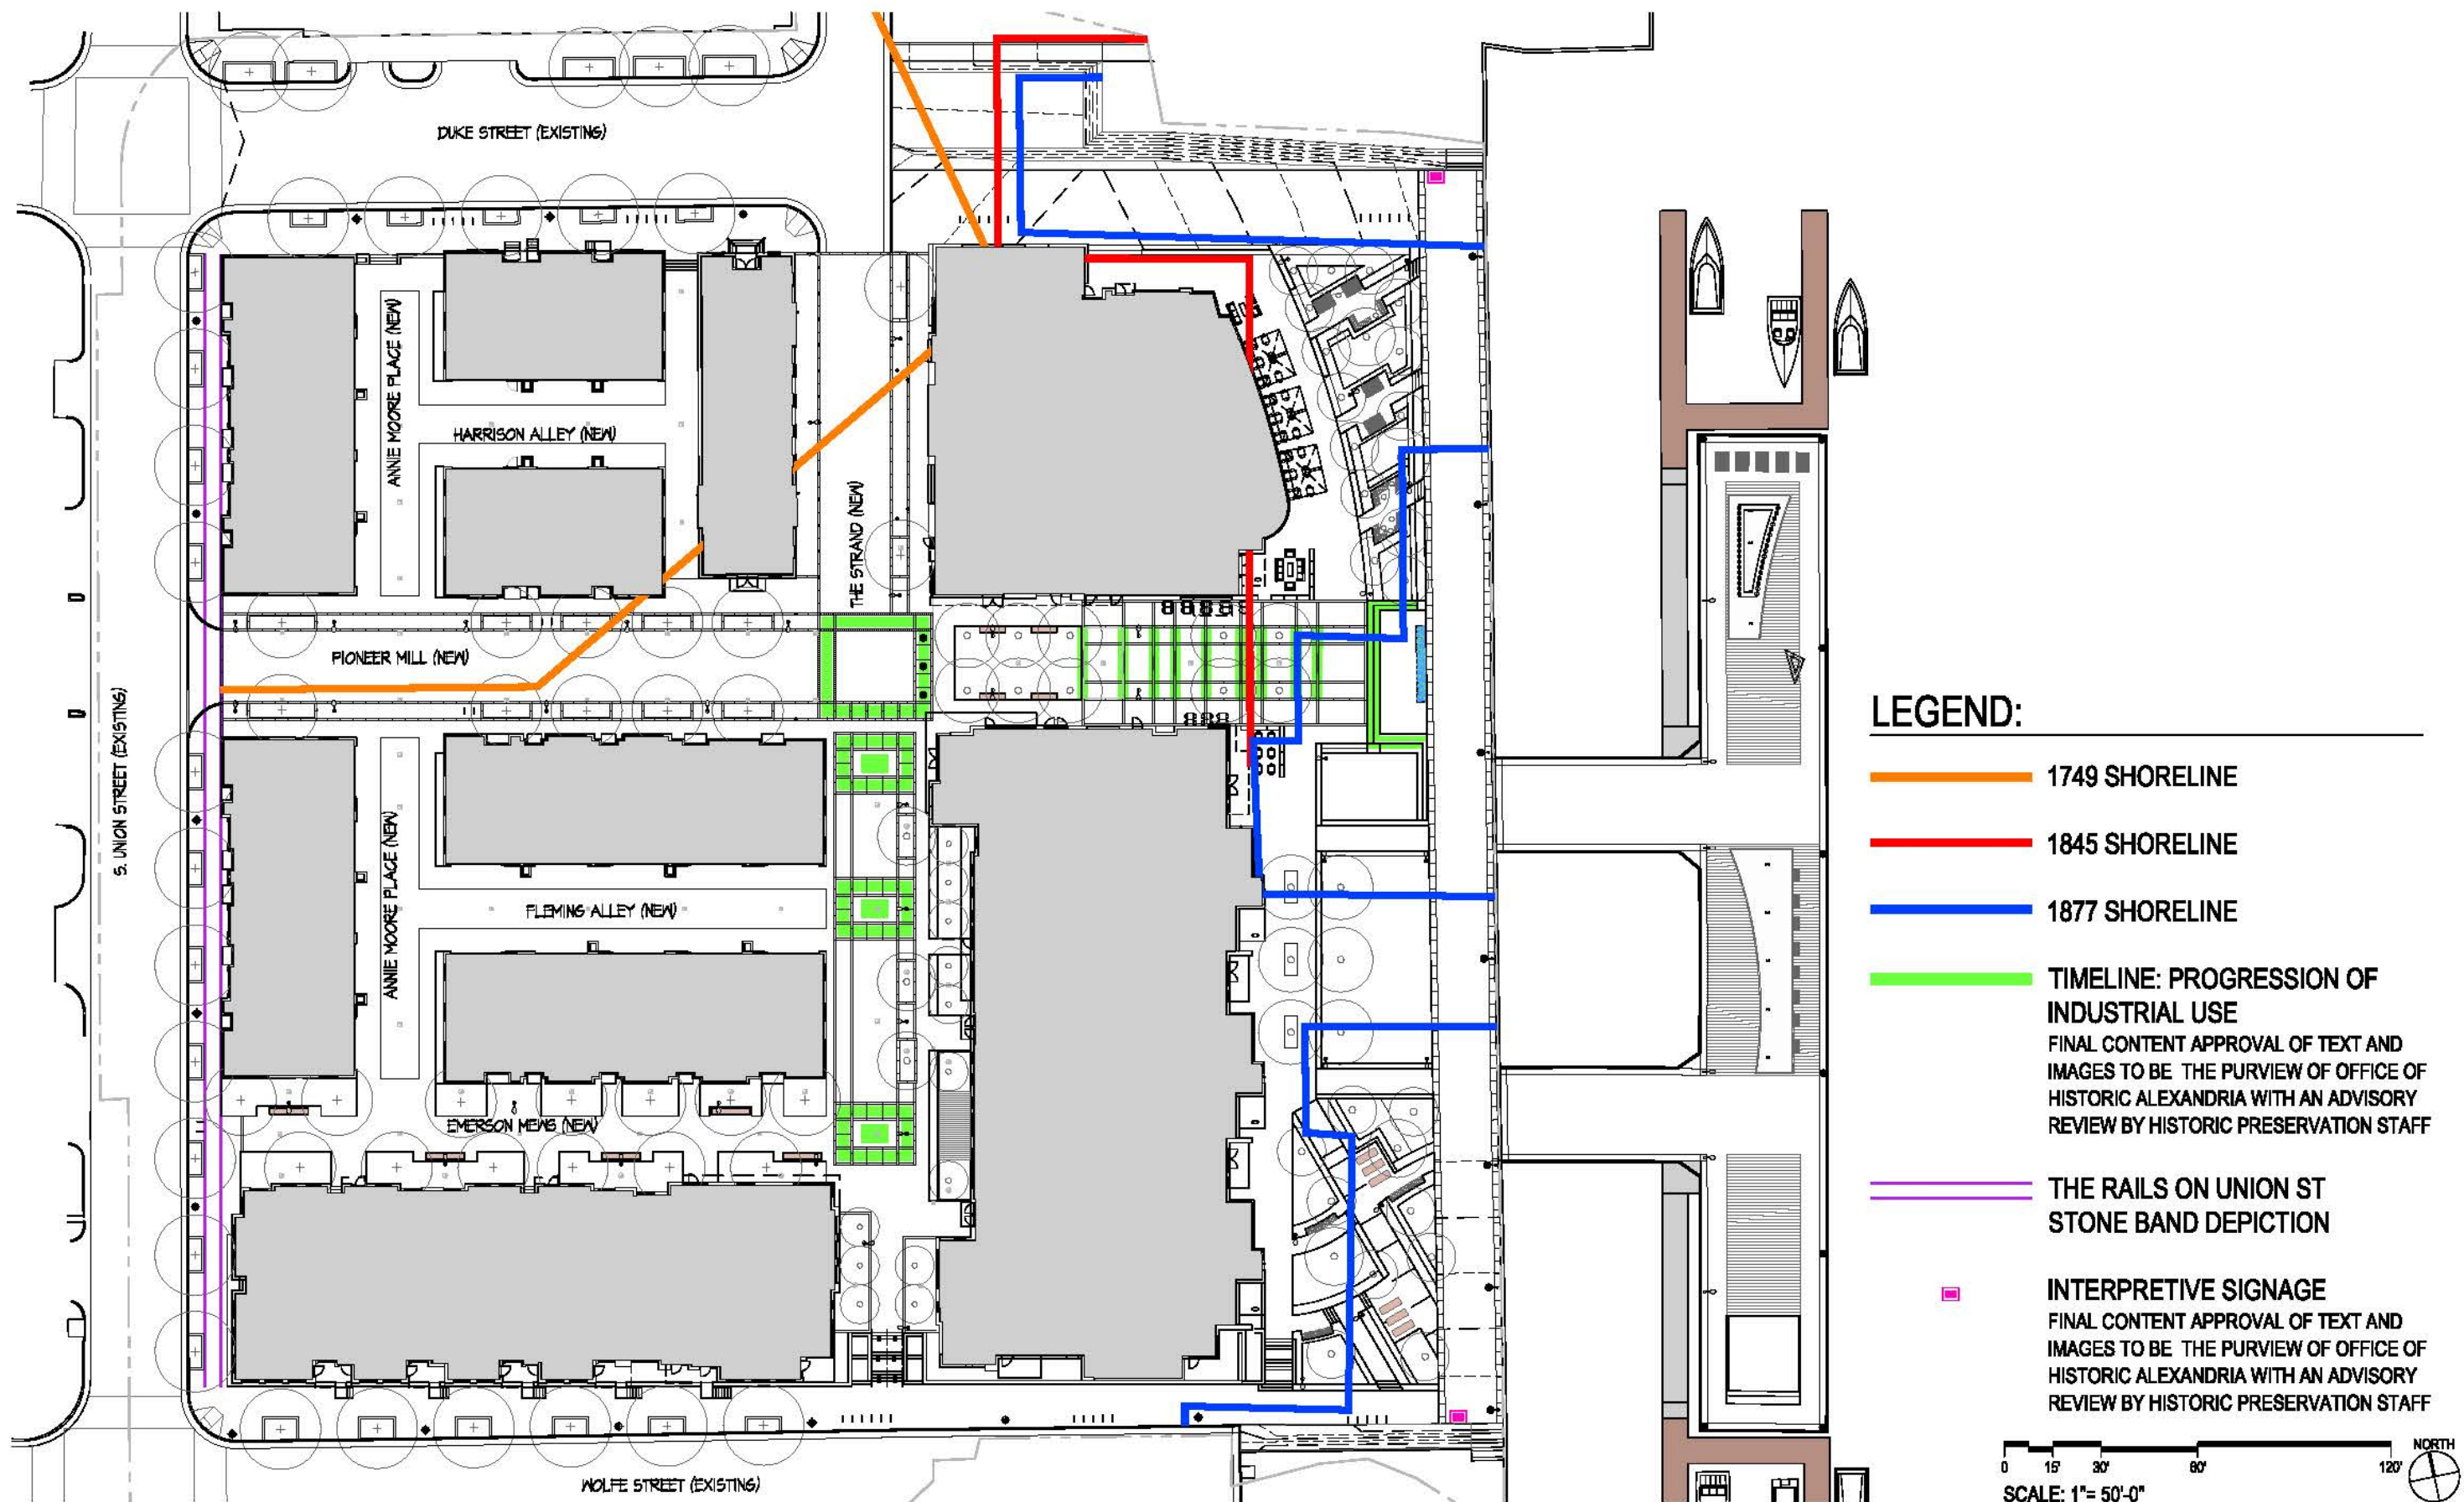 DUKE STREET (EXISTING)
ANNIE MOORE PLACE (NEW)
HARRISON ALLEY (NEW)
THE STRAND (NEW)
PIONEER MILL (NEW)
S. UNION STREET (EXISTING)
ANNIE MOORE PLACE (NEW)
FLEMING ALLEY (NEW)
EMERSON MEWS (NEW)
WOLFE STREET (EXISTING)
LEGEND:
1749 SHORELINE
1845 SHORELINE
1877 SHORELINE
TIMELINE: PROGRESSION OF
INDUSTRIAL USE
FINAL CONTENT APPROVAL OF TEXT AND
IMAGES TO BE THE PURVIEW OF OFFICE OF
HISTORIC ALEXANDRIA WITH AN ADVISORY
REVIEW BY HISTORIC PRESERVATION STAFF
THE RAILS ON UNION ST
STONE BAND DEPICTION
INTERPRETIVE SIGNAGE
FINAL CONTENT APPROVAL OF TEXT AND
IMAGES TO BE THE PURVIEW OF OFFICE OF
HISTORIC ALEXANDRIA WITH AN ADVISORY
REVIEW BY HISTORIC PRESERVATION STAFF
NORTH
0 15' 30' 60' 120'
SCALE: 1"= 50'-0"